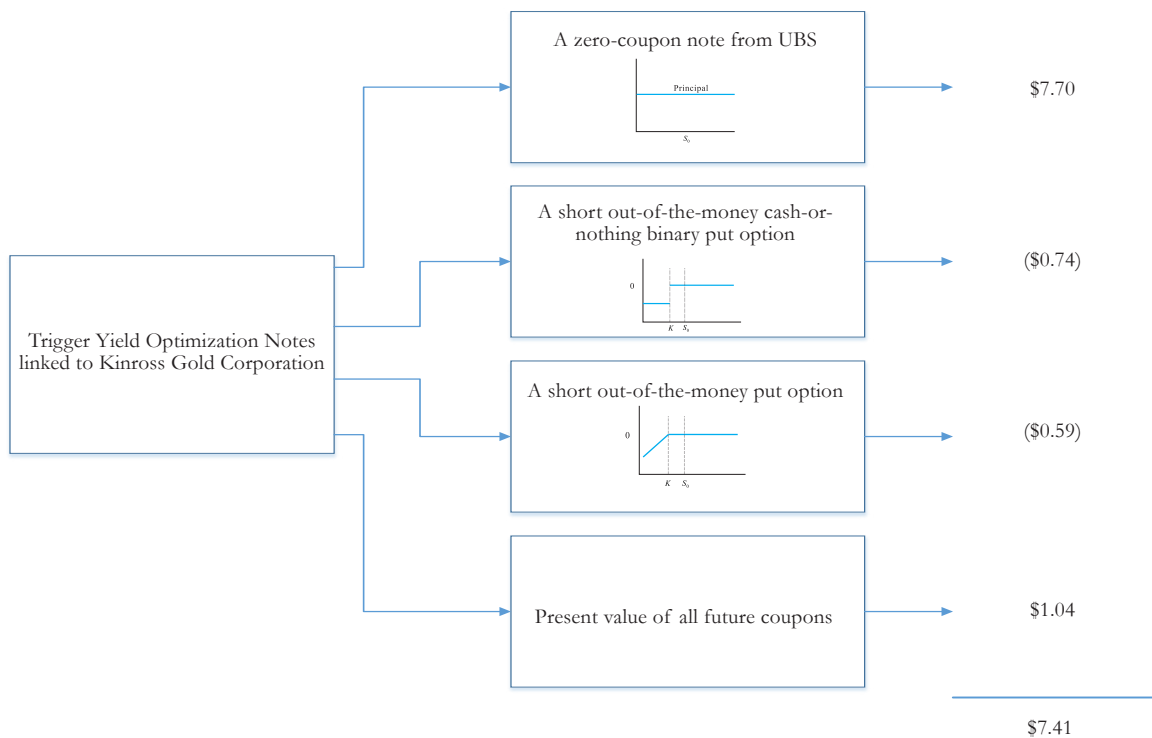 A zero-coupon note from UBS
Principal
S₀
$7.70
A short out-of-the-money cash-or-
nothing binary put option
0
K S₀
($0.74)
Trigger Yield Optimization Notes
linked to Kinross Gold Corporation
A short out-of-the-money put option
0
K S₀
($0.59)
Present value of all future coupons
$1.04
$7.41